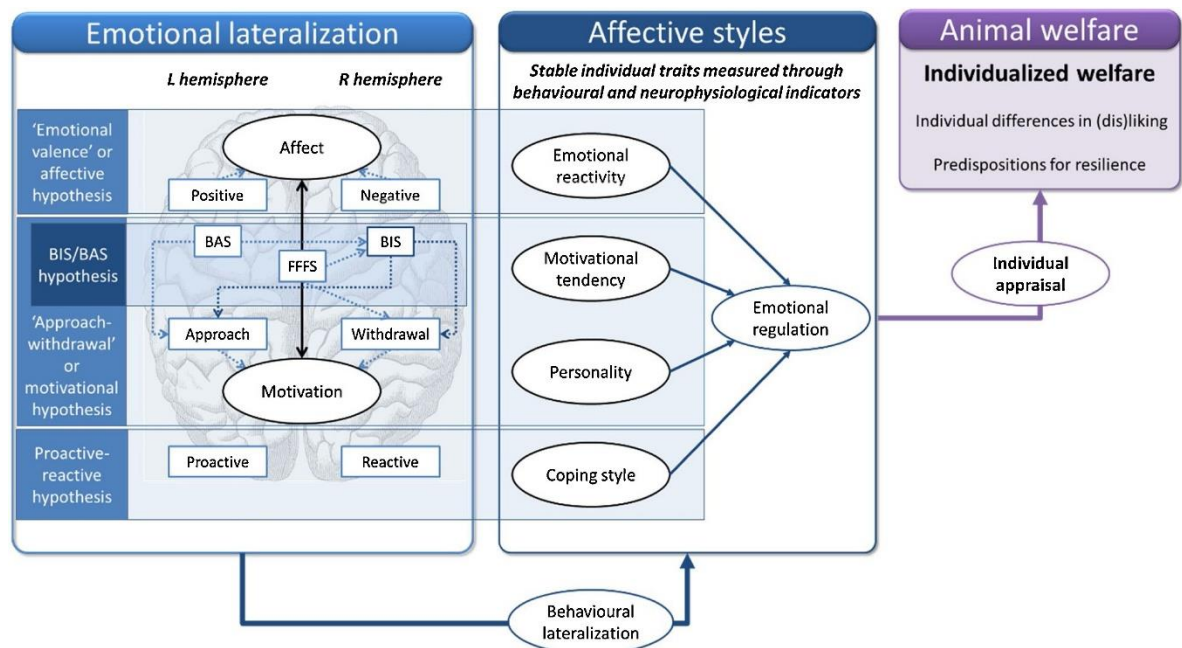 Emotional lateralization
L hemisphere
R hemisphere
‘Emotional
valence’ or
affective
hypothesis
Affect
Positive
Negative
BIS/BAS
hypothesis
BAS
BIS
FFFS
‘Approach-
withdrawal’
or
motivational
hypothesis
Approach
Withdrawal
Motivation
Proactive-
reactive
hypothesis
Proactive
Reactive
Affective styles
Stable individual traits measured through
behavioural and neurophysiological indicators
Emotional
reactivity
Motivational
tendency
Personality
Coping style
Emotional
regulation
Behavioural
lateralization
Animal welfare
Individualized welfare
Individual differences in (dis)liking
Predispositions for resilience
Individual
appraisal